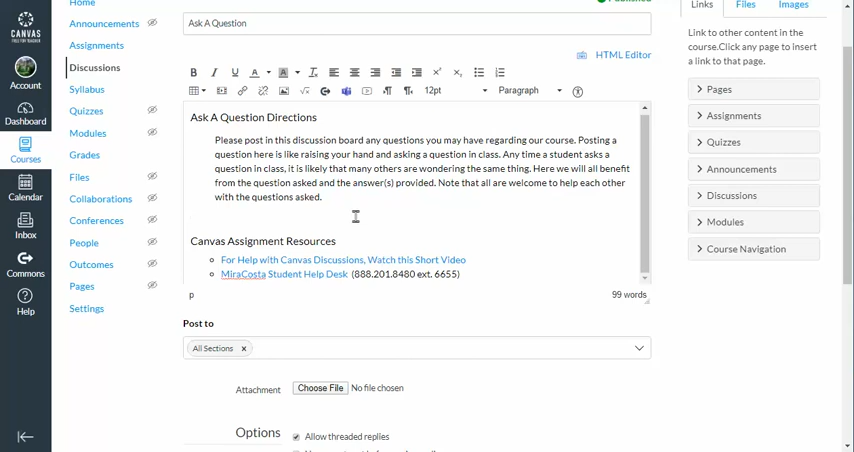 CANVAS
FREE FOR TEACHER
Account
Dashboard
Courses
Calendar
Inbox
Commons
Help
Home
Announcements
Assignments
Discussions
Syllabus
Quizzes
Modules
Grades
Files
Collaborations
Conferences
People
Outcomes
Pages
Settings
Published
Ask A Question
HTML Editor
B I U A A
12pt Paragraph
Ask A Question Directions
Please post in this discussion board any questions you may have regarding our course. Posting a
question here is like raising your hand and asking a question in class. Any time a student asks a
question in class, it is likely that many others are wondering the same thing. Here we will all benefit
from the question asked and the answer(s) provided. Note that all are welcome to help each other
with the questions asked.
Canvas Assignment Resources
For Help with Canvas Discussions, Watch this Short Video
MiraCosta Student Help Desk (888.201.8480 ext. 6655)
p 99 words
Post to
All Sections
Attachment Choose File No file chosen
Options Allow threaded replies
Links Files Images
Link to other content in the
course.Click any page to insert
a link to that page.
Pages
Assignments
Quizzes
Announcements
Discussions
Modules
Course Navigation